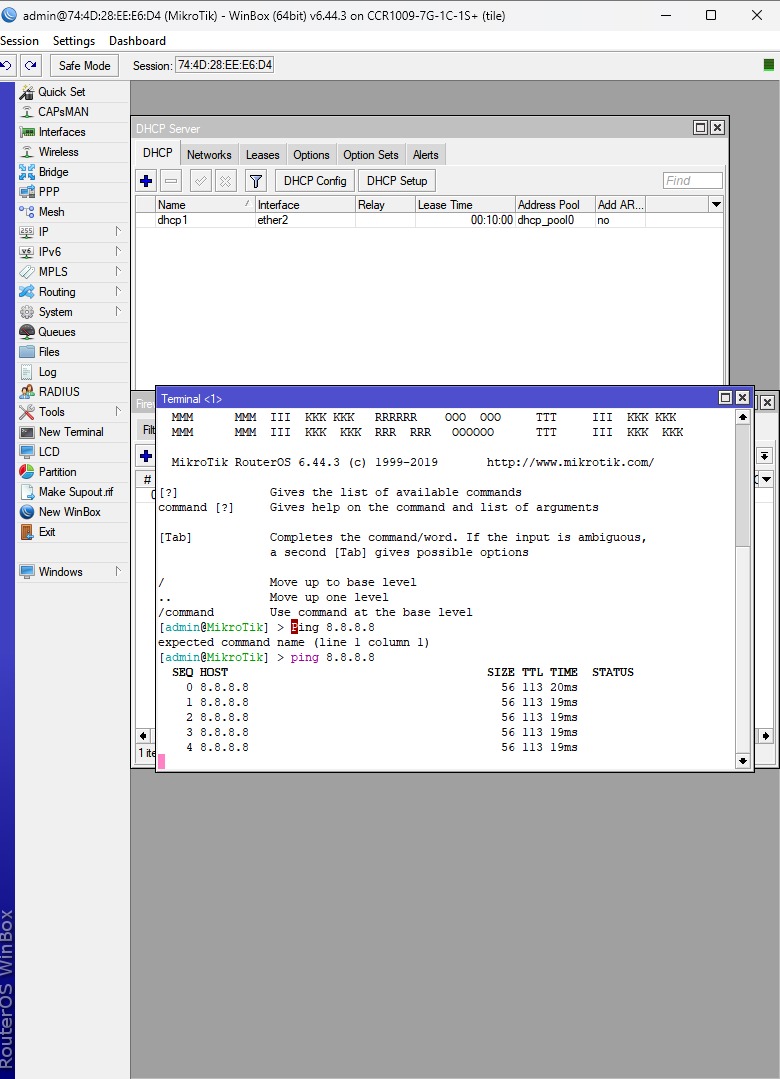 admin@74:4D:28:EE:E6:D4 (MikroTik) - WinBox (64bit) v6.44.3 on CCR1009-7G-1C-1S+ (tile)
Session Settings Dashboard
Safe Mode Session: 74:4D:28:EE:E6:D4
Quick Set
CAPsMAN
Interfaces
Wireless
Bridge
PPP
Mesh
IP
IPv6
MPLS
Routing
System
Queues
Files
Log
RADIUS
Tools
New Terminal
LCD
Partition
Make Supout.rif
New WinBox
Exit
Windows
RouterOS WinBox
DHCP Server
DHCP Networks Leases Options Option Sets Alerts
DHCP Config DHCP Setup Find
Name / Interface Relay Lease Time Address Pool Add AR...
dhcp1 ether2 00:10:00 dhcp_pool0 no
Fire
Filt
#
0
1 ite
Terminal <1>
MMM MMM III KKK KKK RRRRRR OOO OOO TTT III KKK KKK
MMM MMM III KKK KKK RRR RRR OOOOOO TTT III KKK KKK
MikroTik RouterOS 6.44.3 (c) 1999-2019 http://www.mikrotik.com/
[?] Gives the list of available commands
command [?] Gives help on the command and list of arguments
[Tab] Completes the command/word. If the input is ambiguous,
a second [Tab] gives possible options
/ Move up to base level
.. Move up one level
/command Use command at the base level
[admin@MikroTik] > Ping 8.8.8.8
expected command name (line 1 column 1)
[admin@MikroTik] > ping 8.8.8.8
SEQ HOST SIZE TTL TIME STATUS
0 8.8.8.8 56 113 20ms
1 8.8.8.8 56 113 19ms
2 8.8.8.8 56 113 19ms
3 8.8.8.8 56 113 19ms
4 8.8.8.8 56 113 19ms